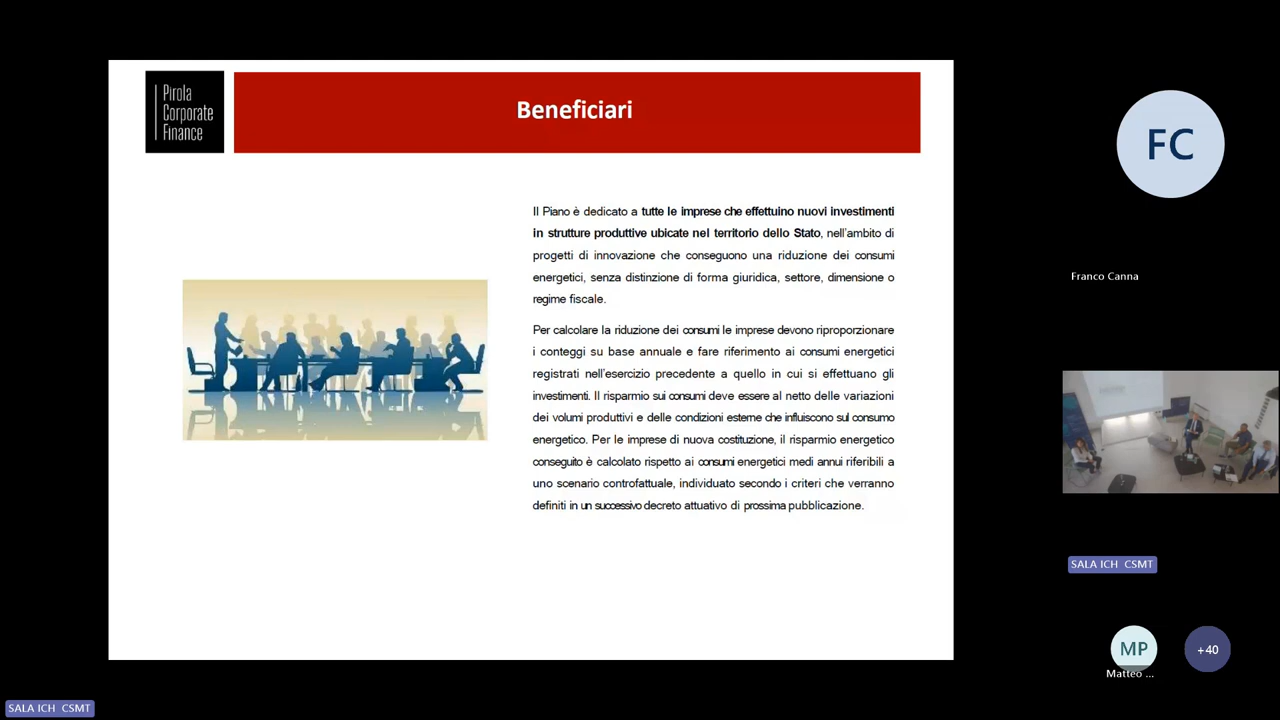 Pirola
Corporate
Finance
Beneficiari
Il Piano è dedicato a tutte le imprese che effettuino nuovi investimenti
in strutture produttive ubicate nel territorio dello Stato, nell'ambito di
progetti di innovazione che conseguono una riduzione dei consumi
energetici, senza distinzione di forma giuridica, settore, dimensione o
regime fiscale.
Per calcolare la riduzione dei consumi le imprese devono riproporzionare
i conteggi su base annuale e fare riferimento ai consumi energetici
registrati nell'esercizio precedente a quello in cui si effettuano gli
investimenti. Il risparmio sui consumi deve essere al netto delle variazioni
dei volumi produttivi e delle condizioni esterne che influiscono sul consumo
energetico. Per le imprese di nuova costituzione, il risparmio energetico
conseguito è calcolato rispetto ai consumi energetici medi annui riferibili a
uno scenario controfattuale, individuato secondo i criteri che verranno
definiti in un successivo decreto attuativo di prossima pubblicazione.
FC
Franco Canna
SALA ICH CSMT
MP
+40
Matteo ...
SALA ICH CSMT